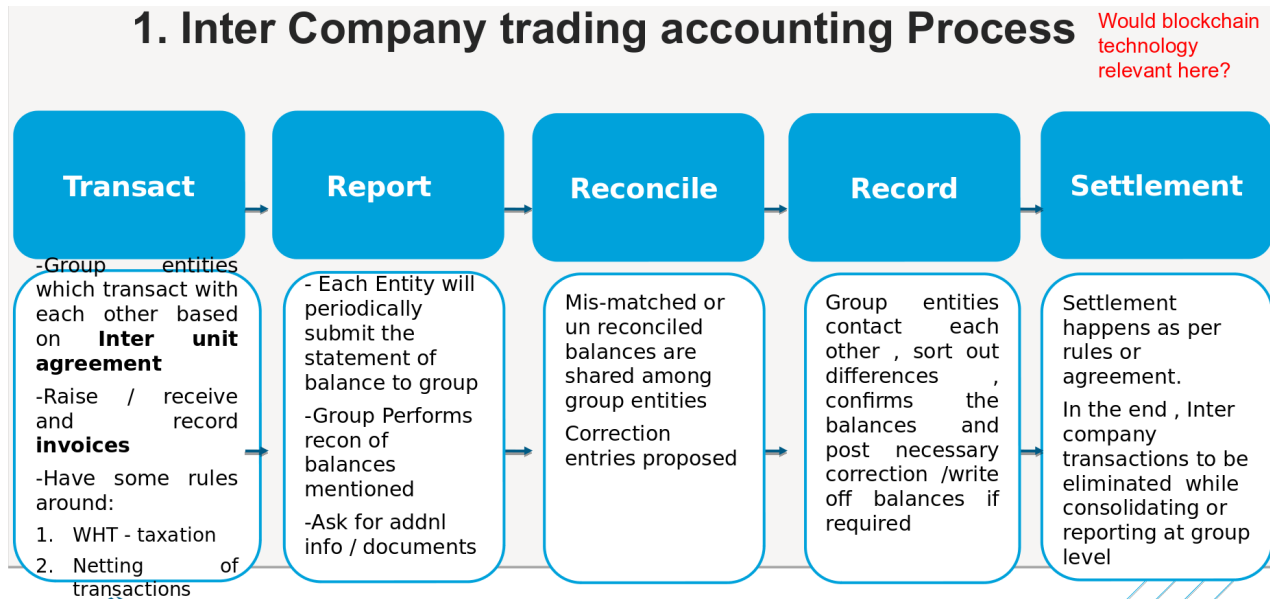 1. Inter Company trading accounting Process
Would blockchain
technology
relevant here?
Transact
Report
Reconcile
Record
Settlement
-Group entities
which transact with
each other based
on Inter unit
agreement
-Raise / receive
and record
invoices
-Have some rules
around:
1. WHT - taxation
2. Netting of
transactions
- Each Entity will
periodically
submit the
statement of
balance to group
-Group Performs
recon of
balances
mentioned
-Ask for addnl
info / documents
Mis-matched or
un reconciled
balances are
shared among
group entities
Correction
entries proposed
Group entities
contact each
other , sort out
differences ,
confirms the
balances and
post necessary
correction /write
off balances if
required
Settlement
happens as per
rules or
agreement.
In the end , Inter
company
transactions to be
eliminated while
consolidating or
reporting at group
level